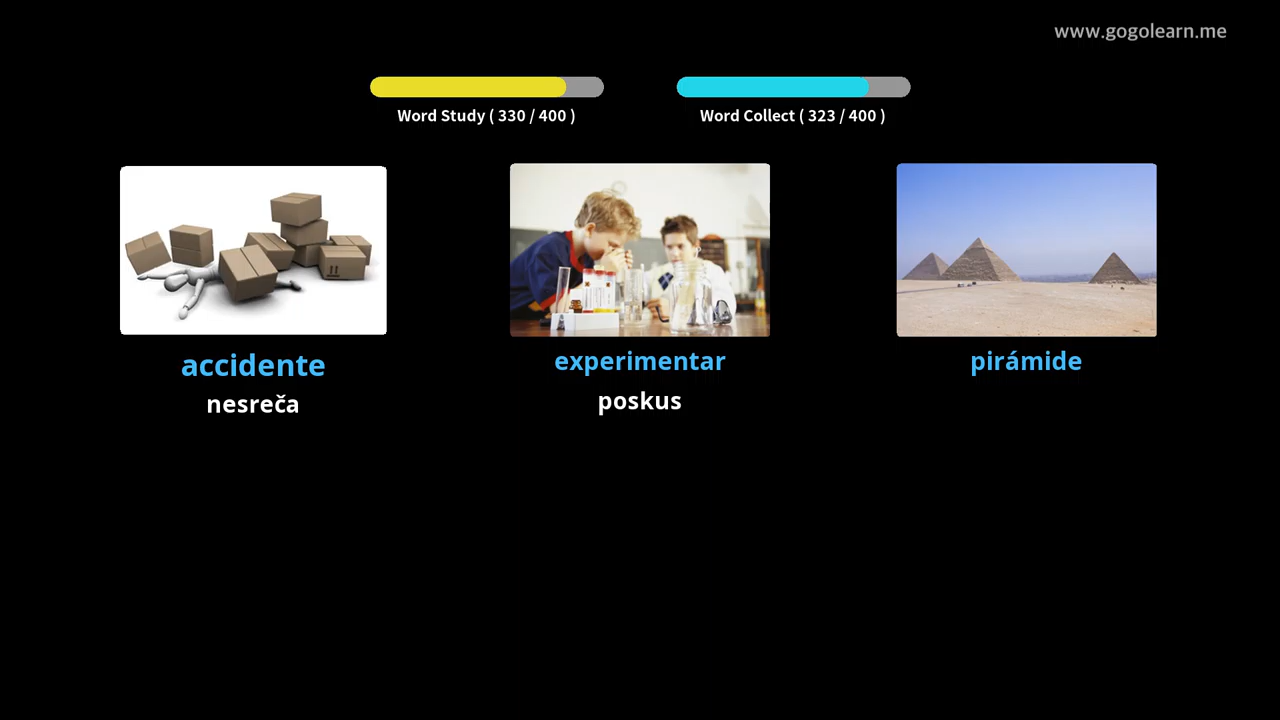 www.gogolearn.me
Word Study ( 330 / 400 )
Word Collect ( 323 / 400 )
accidente
nesreča
experimentar
poskus
pirámide